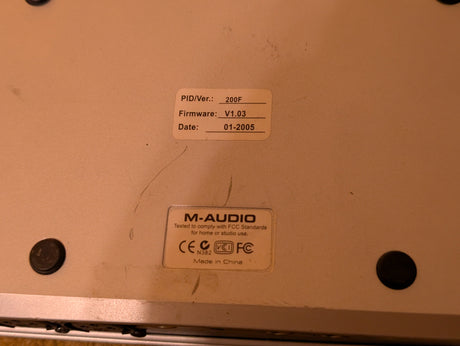 PID/Ver.: 200F
Firmware: V1.03
Date: 01-2005
M-AUDIO
Tested to comply with FCC Standards
for home or studio use.
CE N382 FC
Made in China